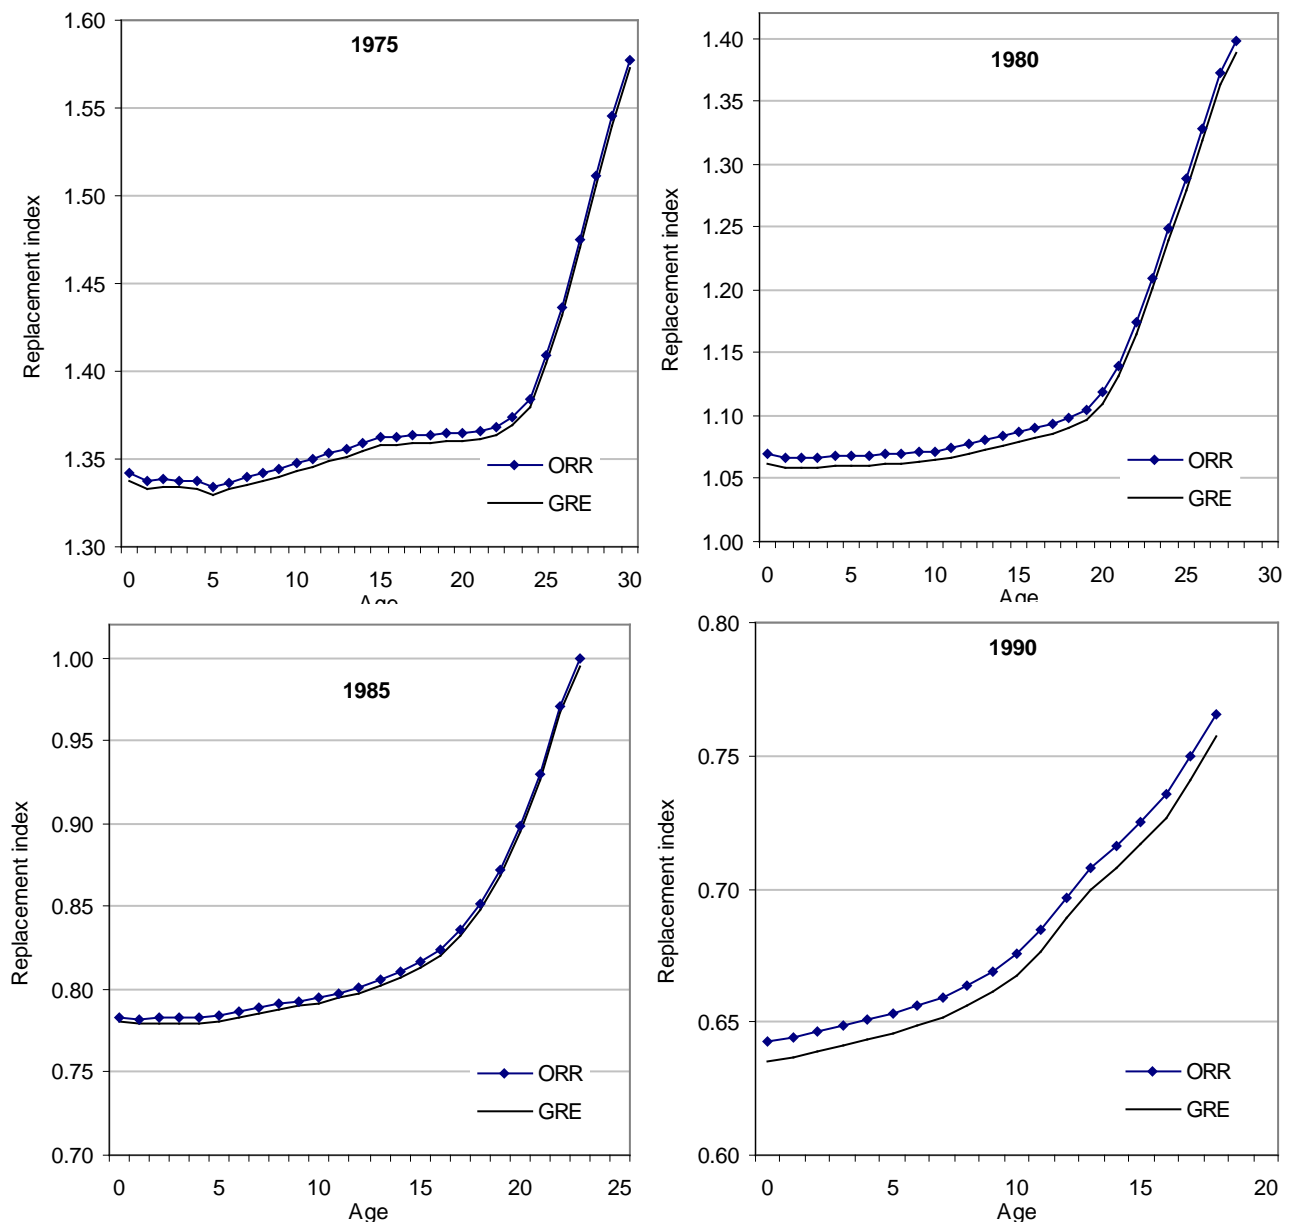 1975
Replacement index
1.60
1.55
1.50
1.45
1.40
1.35
1.30
ORR
GRE
0 5 10 15 20 25 30
Age
1980
Replacement index
1.40
1.35
1.30
1.25
1.20
1.15
1.10
1.05
1.00
ORR
GRE
0 5 10 15 20 25 30
Age
1985
Replacement index
1.00
0.95
0.90
0.85
0.80
0.75
0.70
ORR
GRE
0 5 10 15 20 25
Age
1990
Replacement index
0.80
0.75
0.70
0.65
0.60
ORR
GRE
0 5 10 15 20
Age